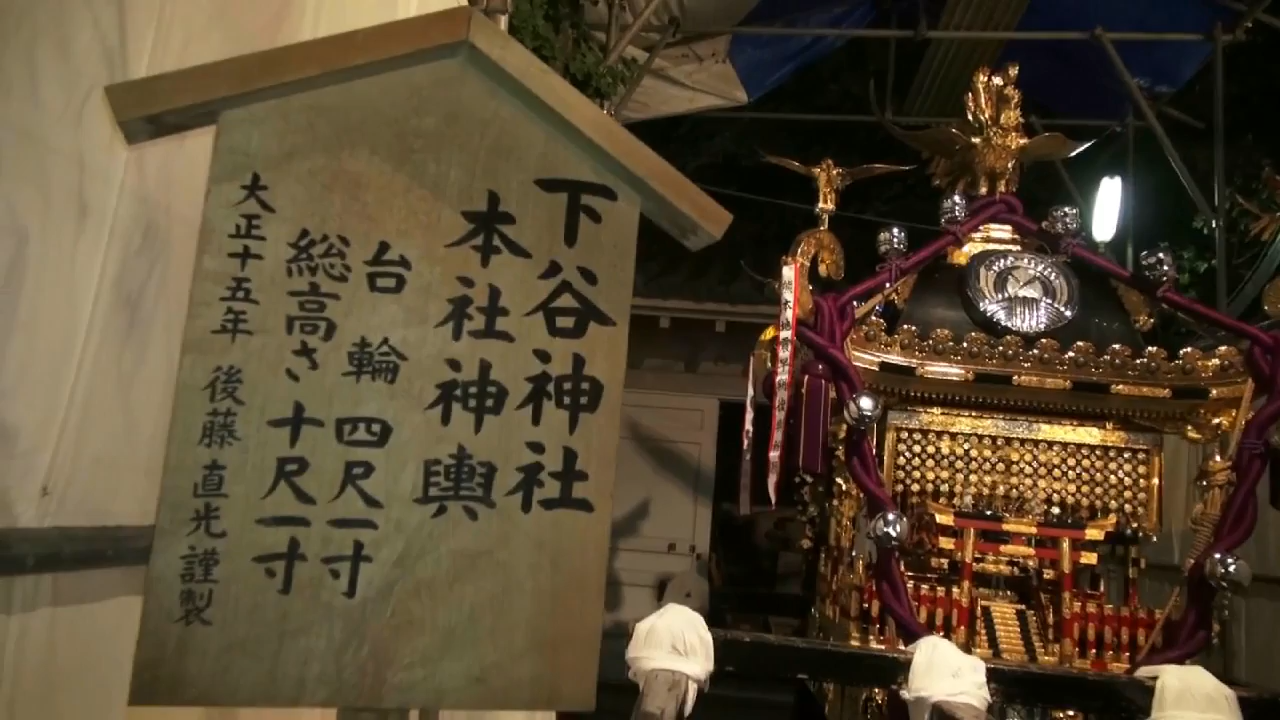 下谷神社
本社神輿
台輪 四尺一寸
総高さ 十尺一寸
大正十五年 後藤直光謹製